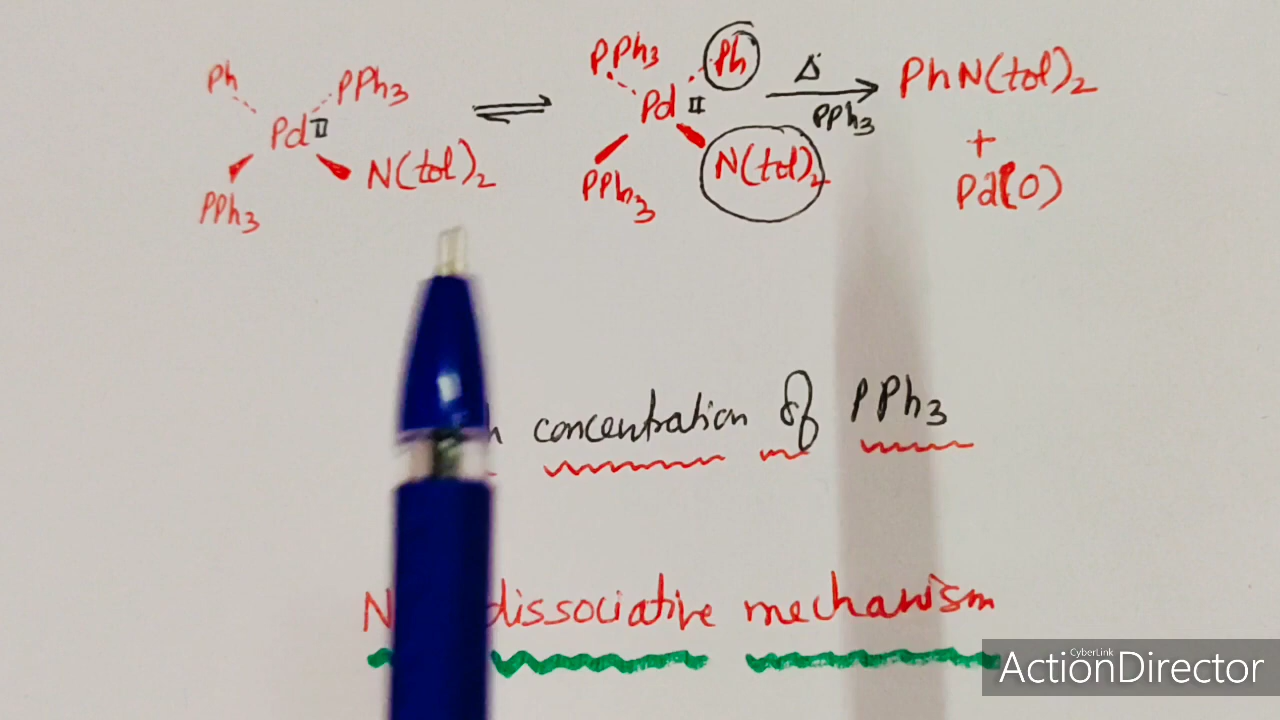 Ph PPh3 Pd II PPh3 N(tol)2 ⇌ PPh3 Ph Pd II PPh3 N(tol)2 Δ PPh3 → PhN(tol)2
+
Pd(0)
concentration of PPh3
dissociative mechanism
CyberLink
ActionDirector